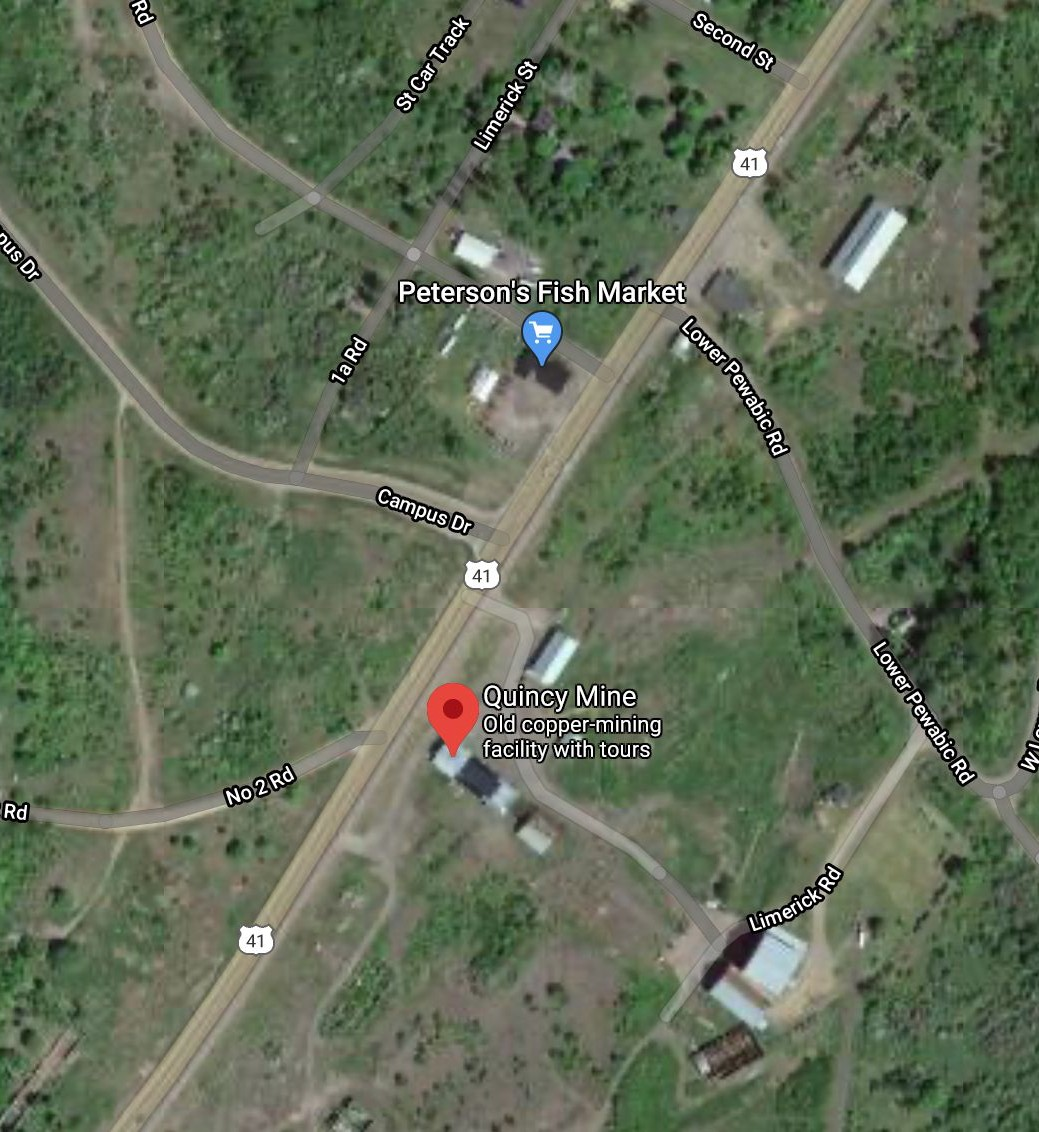 Rd
St Car Track
Second St
Limerick St
41
pus Dr
Peterson's Fish Market
1a Rd
Lower Pewabic Rd
Campus Dr
41
Quincy Mine
Old copper-mining
facility with tours
Lower Pewabic Rd
No 2 Rd
Rd
Limerick Rd
41